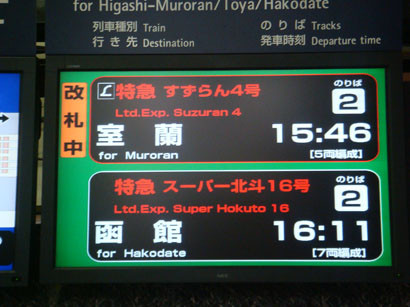 for Higashi-Muroran/Toya/Hakodate
列車種別 Train のりば Tracks
行き先 Destination 発車時刻 Departure time
改札中
L 特急 すずらん4号 のりば
Ltd.Exp. Suzuran 4 2
室蘭 15:46
for Muroran [5両編成]
特急 スーパー北斗16号 のりば
Ltd.Exp. Super Hokuto 16 2
函館 16:11
for Hakodate [7両編成]